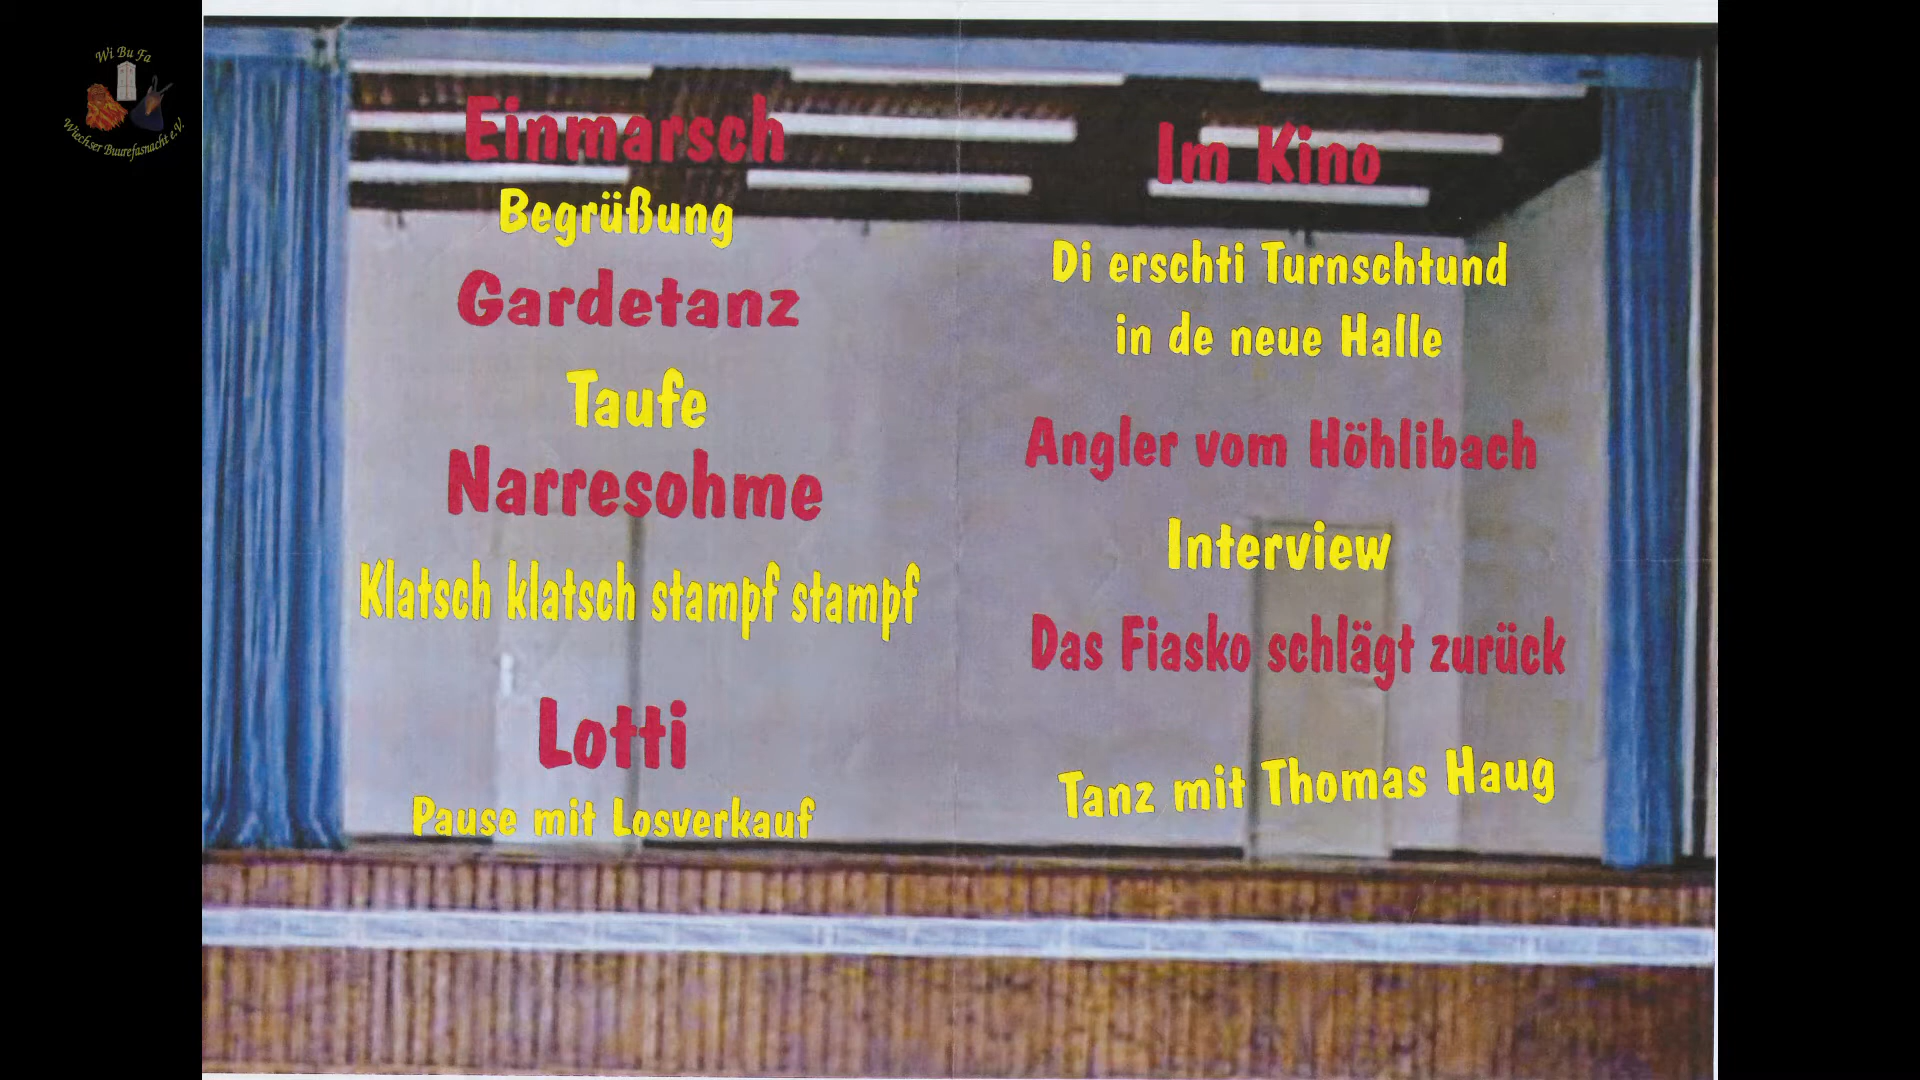 Wi Bu Fa
Wiechser Buurefasnacht e.V.
Einmarsch
Begrüßung
Gardetanz
Taufe
Narresohme
Klatsch klatsch stampf stampf
Lotti
Pause mit Losverkauf
Im Kino
Di erschti Turnschtund
in de neue Halle
Angler vom Höhlibach
Interview
Das Fiasko schlägt zurück
Tanz mit Thomas Haug